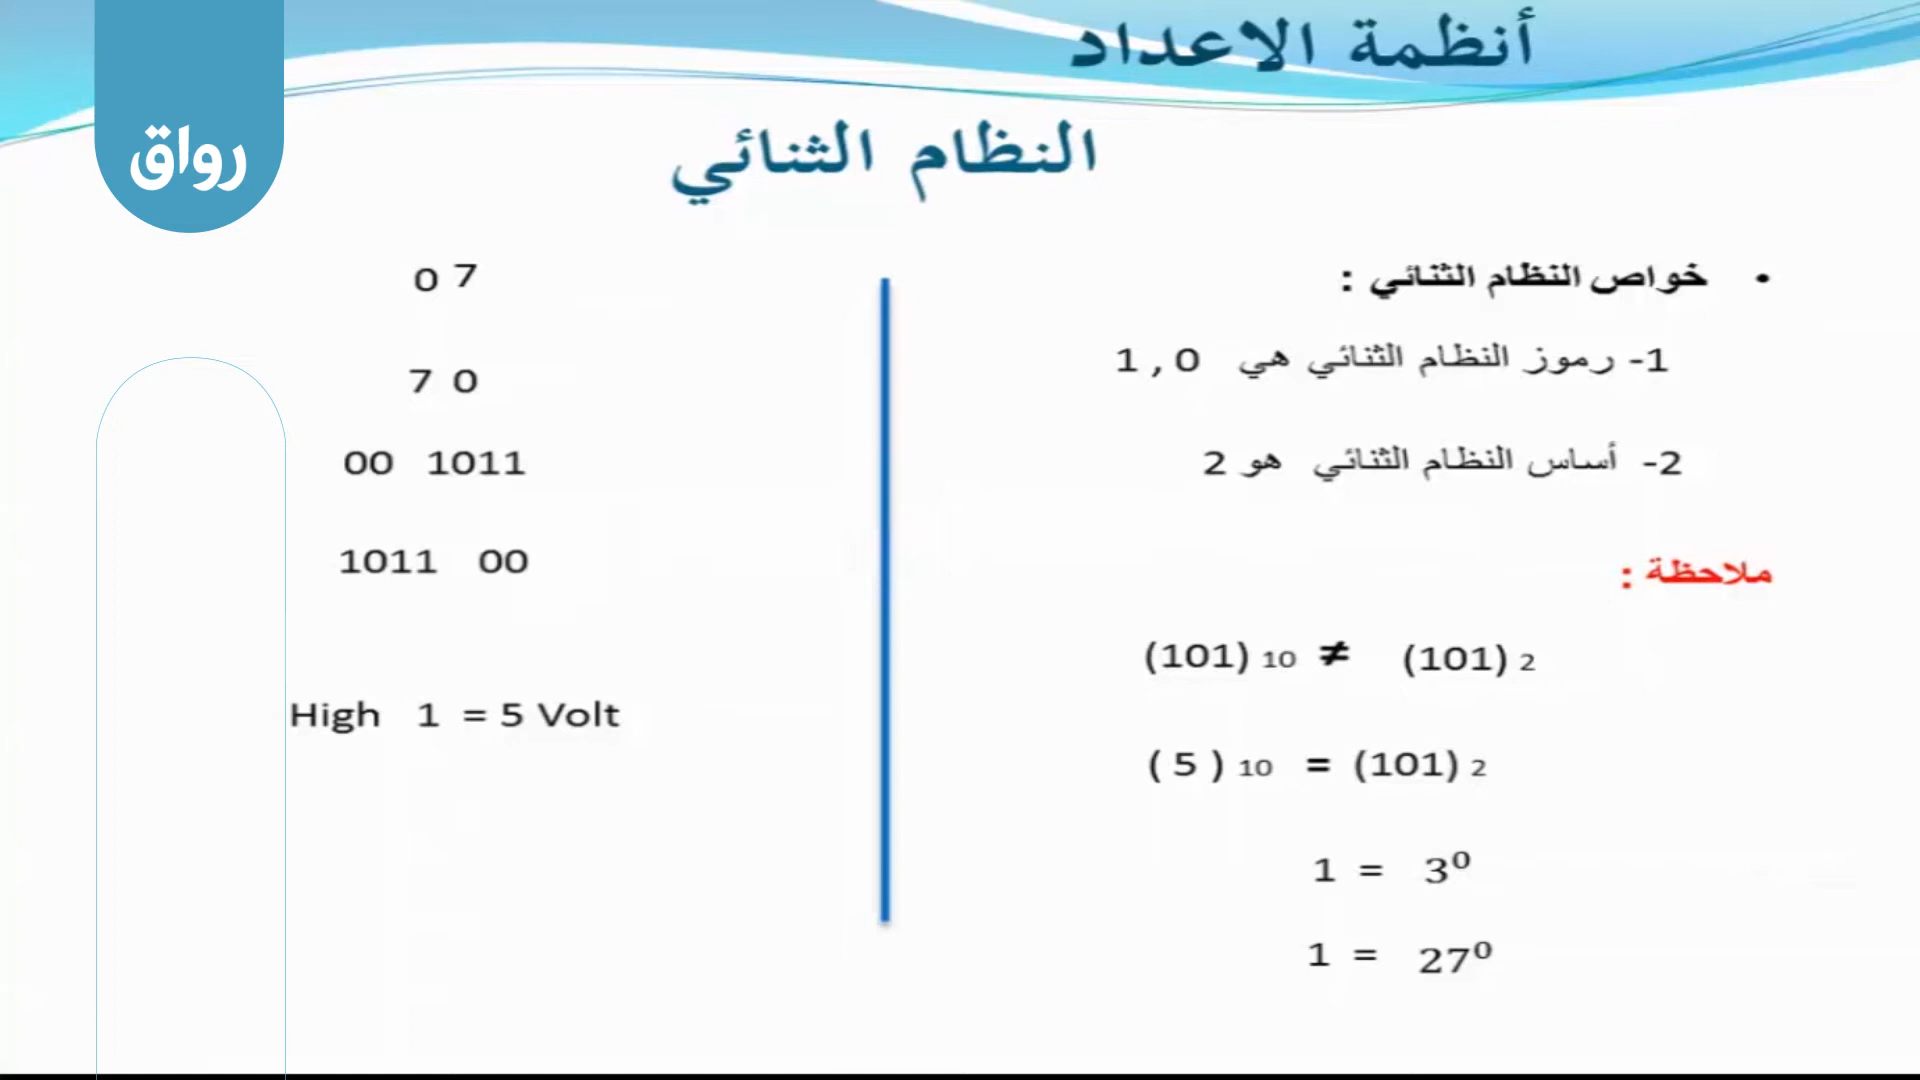 أنظمة الاعداد
رواق
النظام الثنائي
• خواص النظام الثنائي :
1- رموز النظام الثنائي هي 1 , 0
2- أساس النظام الثنائي هو 2
ملاحظة :
(101) 10 ≠ (101) 2
( 5 ) 10 = (101) 2
1 = 3⁰
1 = 27⁰
0 7
7 0
00 1011
1011 00
High 1 = 5 Volt